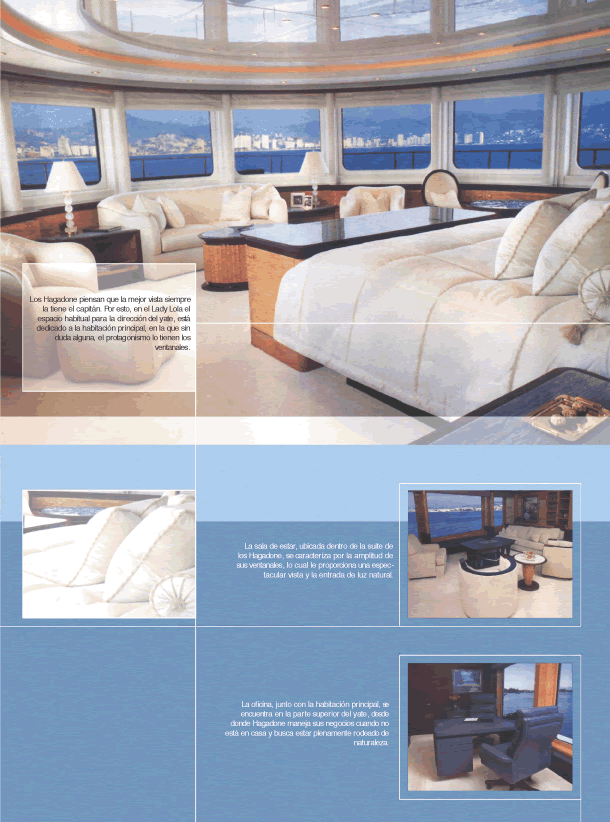 Los Hagadone piensan que la mejor vista siempre
la tiene el capitán. Por esto, en el Lady Lola el
espacio habitual para la dirección del yate, está
dedicado a la habitación principal, en la que sin
duda alguna, el protagonismo lo tienen los
ventanales.
La sala de estar, ubicada dentro de la suite de
los Hagadone, se caracteriza por la amplitud de
sus ventanales, lo cual le proporciona una espec-
tacular vista y la entrada de luz natural.
La oficina, junto con la habitación principal, se
encuentra en la parte superior del yate, desde
donde Hagadone maneja sus negocios cuando no
está en casa y busca estar plenamente rodeado de
naturaleza.